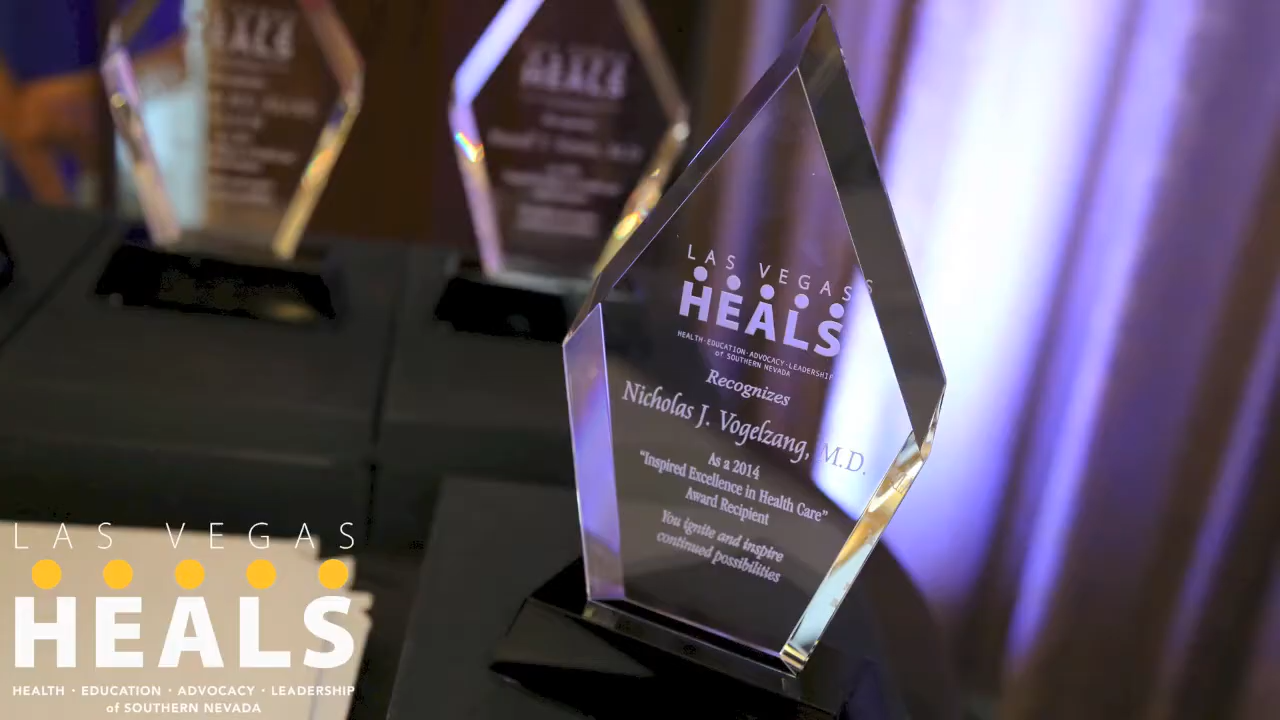 HEALS
LAS VEGAS
HEALS
HEALTH·EDUCATION·ADVOCACY·LEADERSHIP
of SOUTHERN NEVADA
Recognizes
Nicholas J. Vogelzang, M.D.
As a 2014
"Inspired Excellence in Health Care"
Award Recipient
You ignite and inspire
continued possibilities
LAS VEGAS
HEALS
HEALTH · EDUCATION · ADVOCACY · LEADERSHIP
of SOUTHERN NEVADA